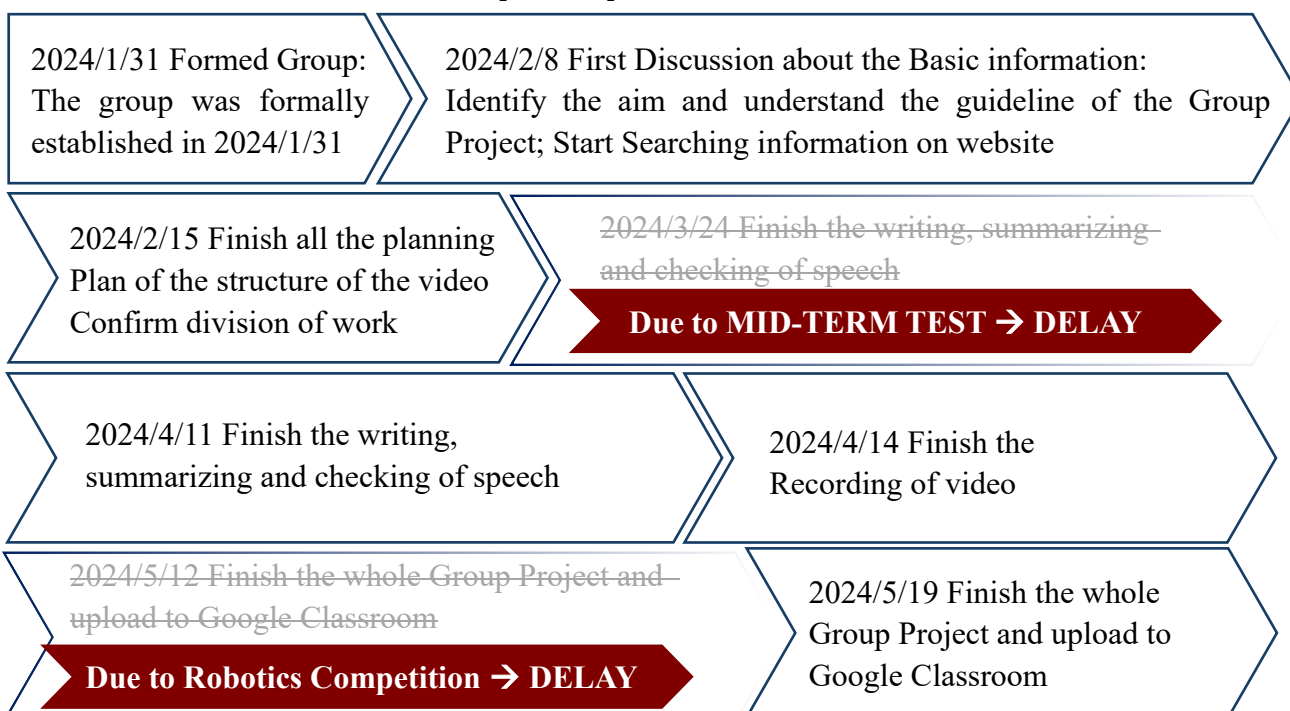 2024/1/31 Formed Group:
The group was formally
established in 2024/1/31
2024/2/8 First Discussion about the Basic information:
Identify the aim and understand the guideline of the Group
Project; Start Searching information on website
2024/2/15 Finish all the planning
Plan of the structure of the video
Confirm division of work
2024/3/24 Finish the writing, summarizing
and checking of speech
Due to MID-TERM TEST → DELAY
2024/4/11 Finish the writing,
summarizing and checking of speech
2024/4/14 Finish the
Recording of video
2024/5/12 Finish the whole Group Project and
upload to Google Classroom
Due to Robotics Competition → DELAY
2024/5/19 Finish the whole
Group Project and upload to
Google Classroom